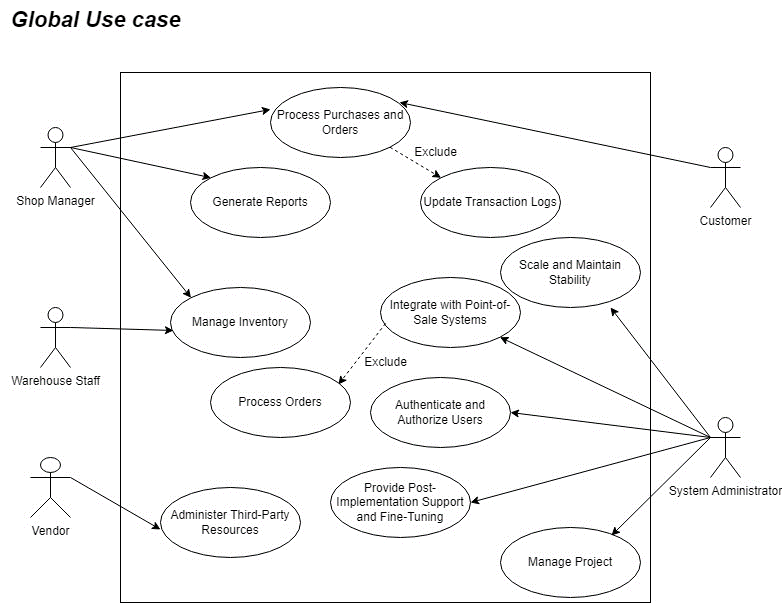 Global Use case
Process Purchases and
Orders
Exclude
Shop Manager
Generate Reports
Update Transaction Logs
Customer
Scale and Maintain
Stability
Integrate with Point-of-
Sale Systems
Manage Inventory
Warehouse Staff
Exclude
Process Orders
Authenticate and
Authorize Users
System Administrator
Provide Post-
Implementation Support
and Fine-Tuning
Administer Third-Party
Resources
Vendor
Manage Project